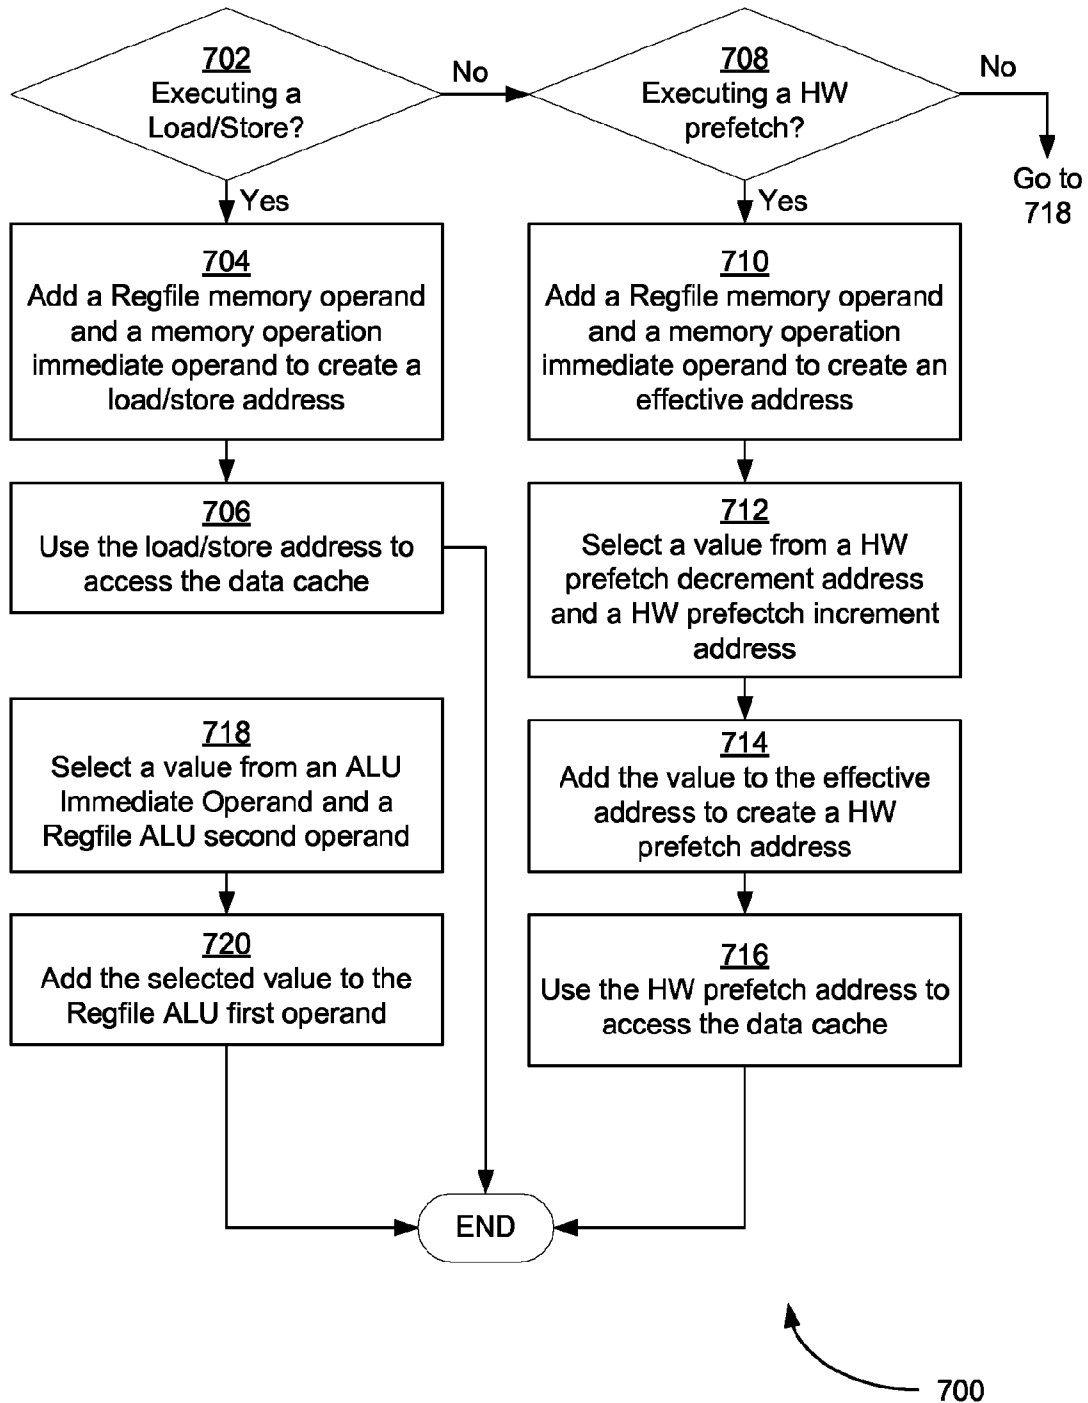 702
Executing a
Load/Store?
No
708
Executing a HW
prefetch?
No
Go to
718
Yes
Yes
704
Add a Regfile memory operand
and a memory operation
immediate operand to create a
load/store address
710
Add a Regfile memory operand
and a memory operation
immediate operand to create an
effective address
706
Use the load/store address to
access the data cache
712
Select a value from a HW
prefetch decrement address
and a HW prefectch increment
address
718
Select a value from an ALU
Immediate Operand and a
Regfile ALU second operand
714
Add the value to the effective
address to create a HW
prefetch address
720
Add the selected value to the
Regfile ALU first operand
716
Use the HW prefetch address to
access the data cache
END
700